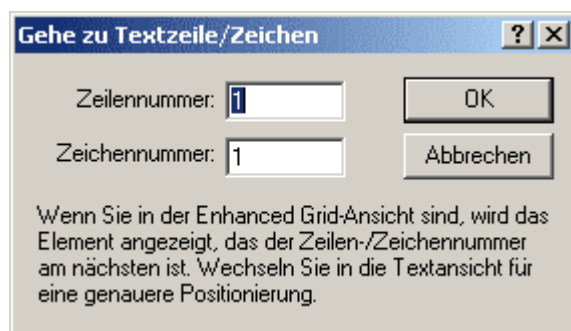 Gehe zu Textzeile/Zeichen ? X
Zeilennummer: 1 OK
Zeichennummer: 1 Abbrechen
Wenn Sie in der Enhanced Grid-Ansicht sind, wird das
Element angezeigt, das der Zeilen-/Zeichennummer
am nächsten ist. Wechseln Sie in die Textansicht für
eine genauere Positionierung.